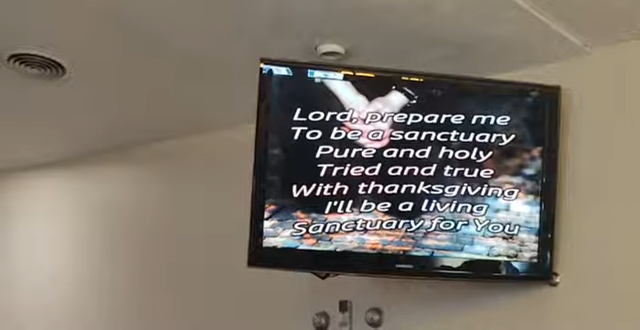 Lord, prepare me
To be a sanctuary
Pure and holy
Tried and true
With thanksgiving
I'll be a living
Sanctuary for You